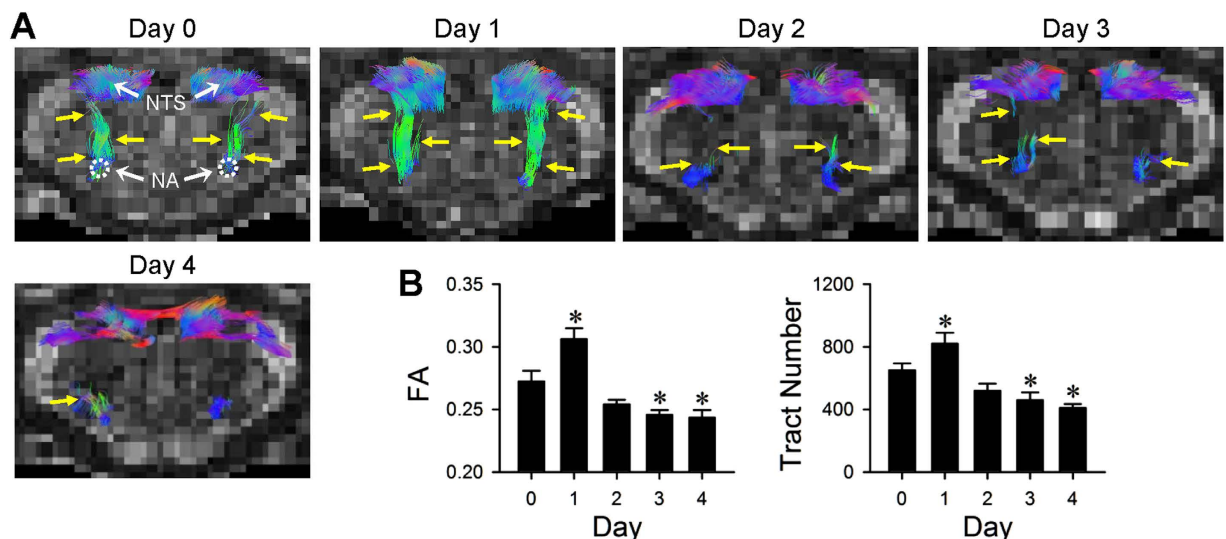 A
Day 0
Day 1
Day 2
Day 3
NTS
NA
Day 4
B
0.35
0.30
0.25
0.20
FA
*
*
*
0 1 2 3 4
Day
1200
800
400
0
Tract Number
*
*
*
0 1 2 3 4
Day